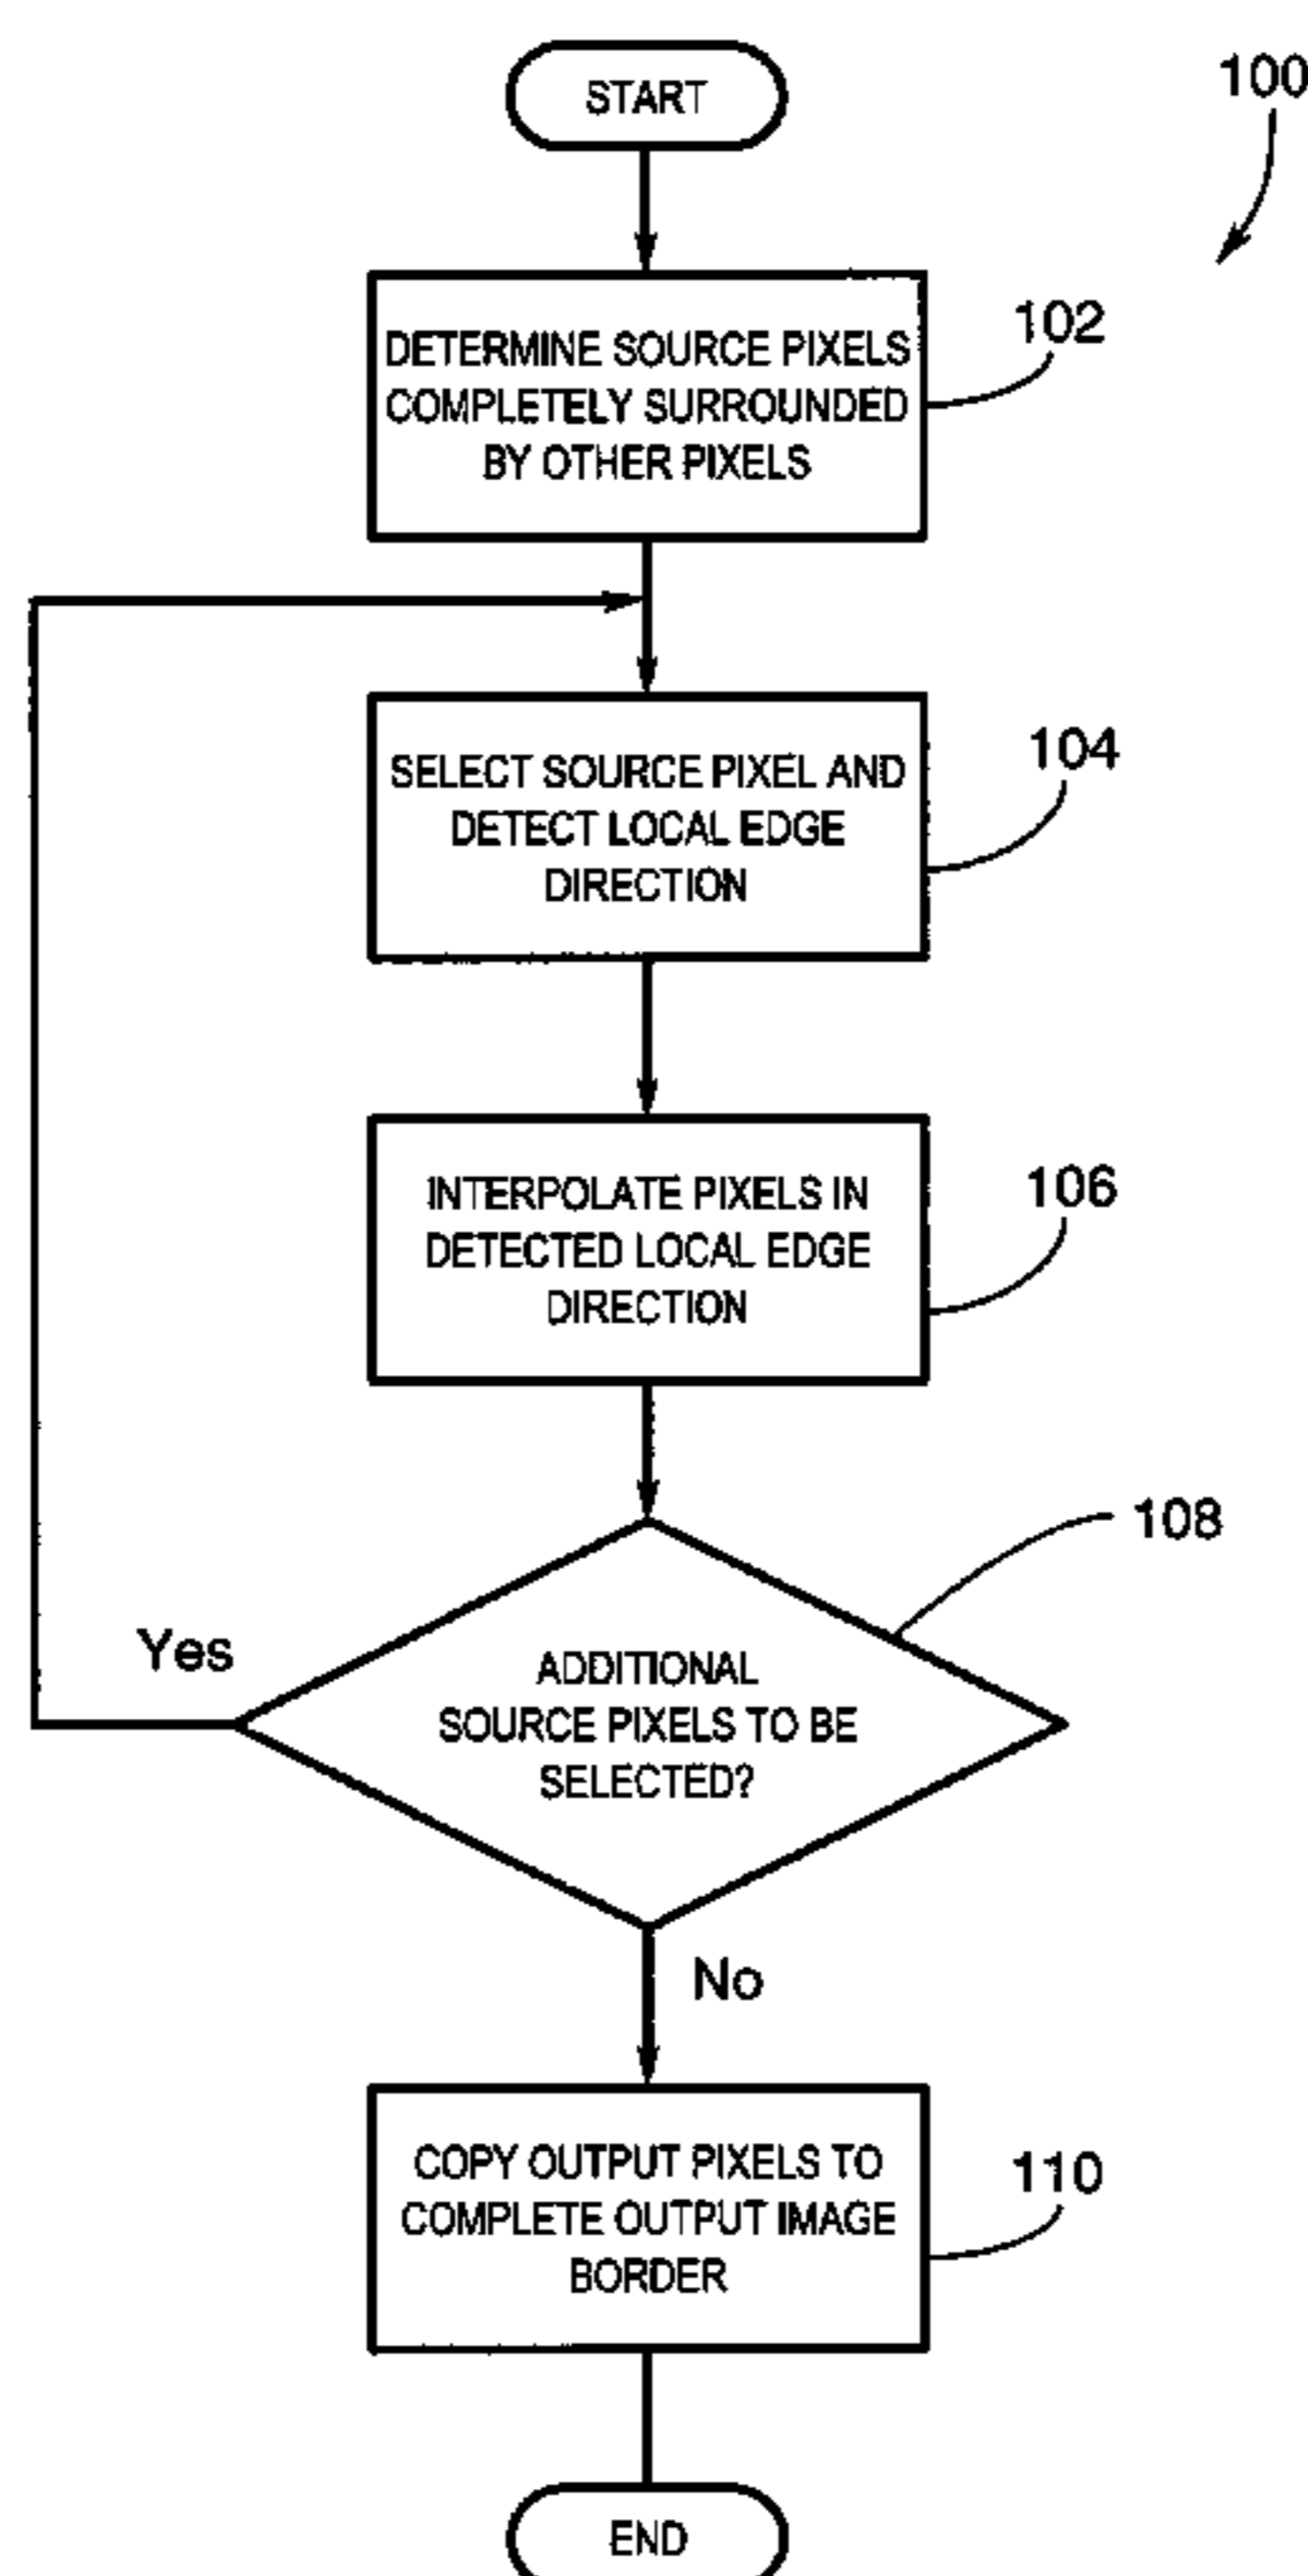 START
100
DETERMINE SOURCE PIXELS
COMPLETELY SURROUNDED
BY OTHER PIXELS
102
SELECT SOURCE PIXEL AND
DETECT LOCAL EDGE
DIRECTION
104
INTERPOLATE PIXELS IN
DETECTED LOCAL EDGE
DIRECTION
106
ADDITIONAL
SOURCE PIXELS TO BE
SELECTED?
108
Yes
No
COPY OUTPUT PIXELS TO
COMPLETE OUTPUT IMAGE
BORDER
110
END